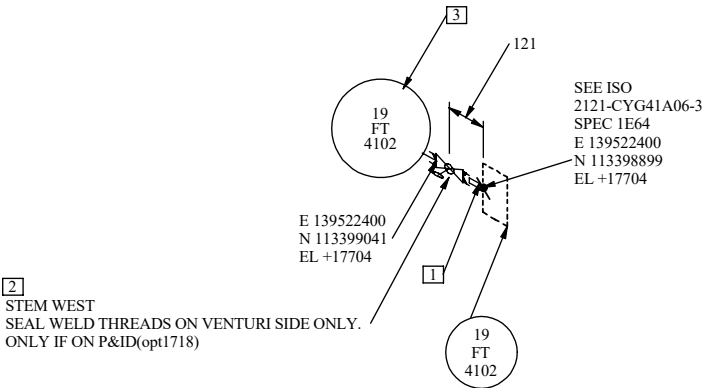 3
121
19
FT
4102
SEE ISO
2121-CYG41A06-3
SPEC 1E64
E 139522400
N 113398899
EL +17704
E 139522400
N 113399041
EL +17704
1
2
STEM WEST
SEAL WELD THREADS ON VENTURI SIDE ONLY.
ONLY IF ON P&ID(opt1718)
19
FT
4102